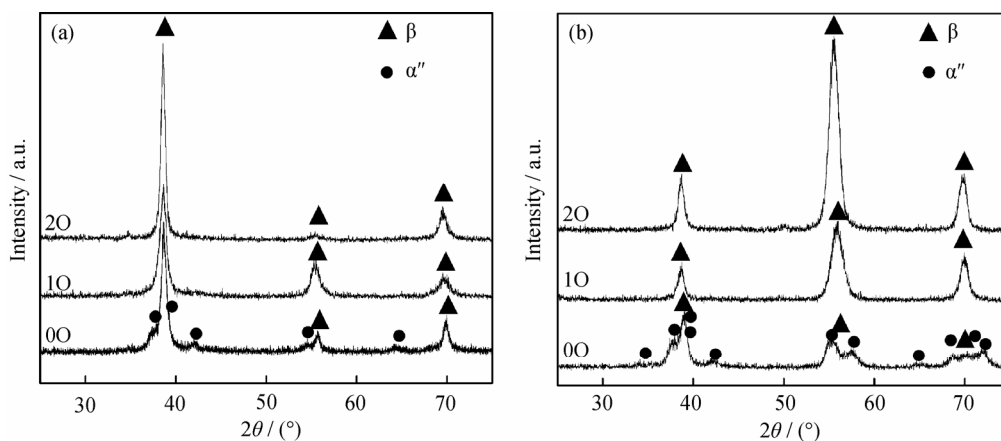 (a)
▲ β
● α″
2O
1O
0O
Intensity / a.u.
30 40 50 60 70
2θ / (°)
(b)
▲ β
● α″
2O
1O
0O
Intensity / a.u.
30 40 50 60 70
2θ / (°)